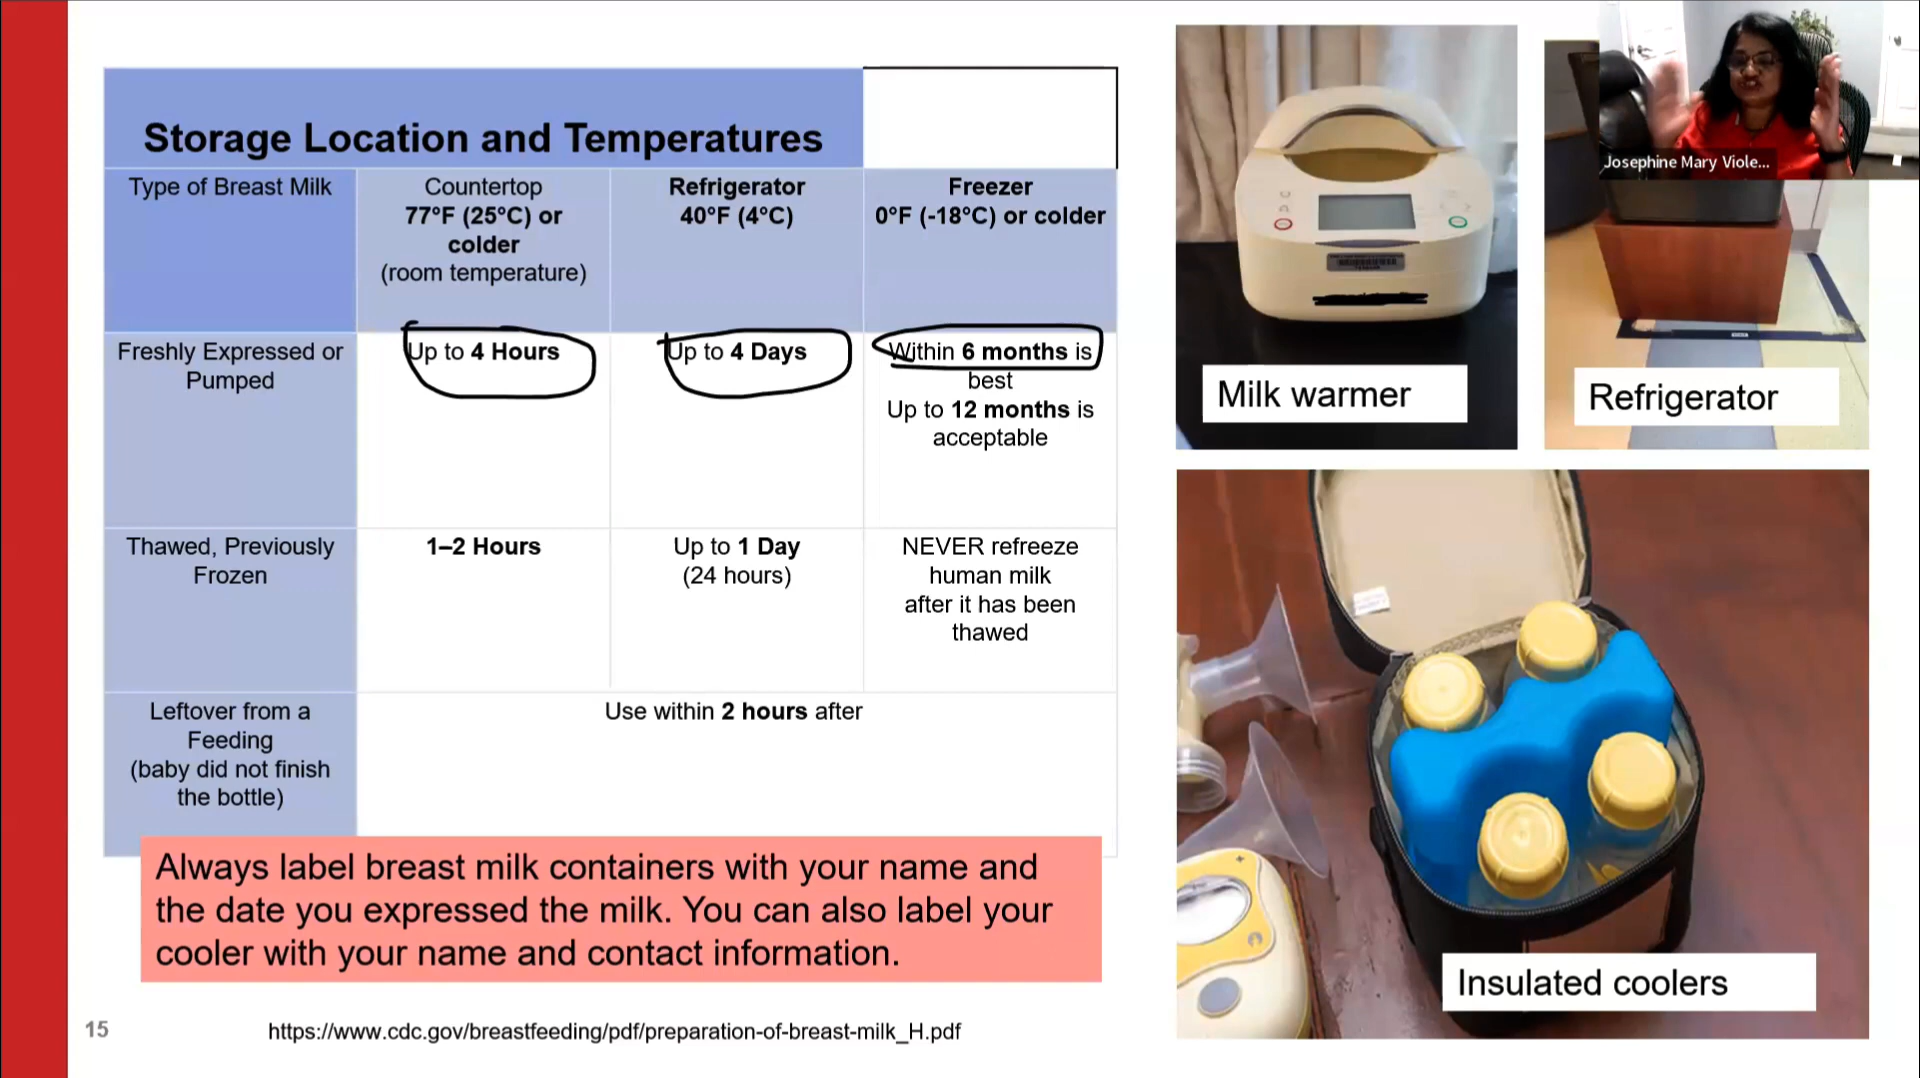 Storage Location and Temperatures
Type of Breast Milk
Countertop
77°F (25°C) or
colder
(room temperature)
Refrigerator
40°F (4°C)
Freezer
0°F (-18°C) or colder
Freshly Expressed or
Pumped
Up to 4 Hours
Up to 4 Days
Within 6 months is
best
Up to 12 months is
acceptable
Thawed, Previously
Frozen
1–2 Hours
Up to 1 Day
(24 hours)
NEVER refreeze
human milk
after it has been
thawed
Leftover from a
Feeding
(baby did not finish
the bottle)
Use within 2 hours after
Always label breast milk containers with your name and
the date you expressed the milk. You can also label your
cooler with your name and contact information.
15
https://www.cdc.gov/breastfeeding/pdf/preparation-of-breast-milk_H.pdf
Milk warmer
Refrigerator
Josephine Mary Viole...
Insulated coolers